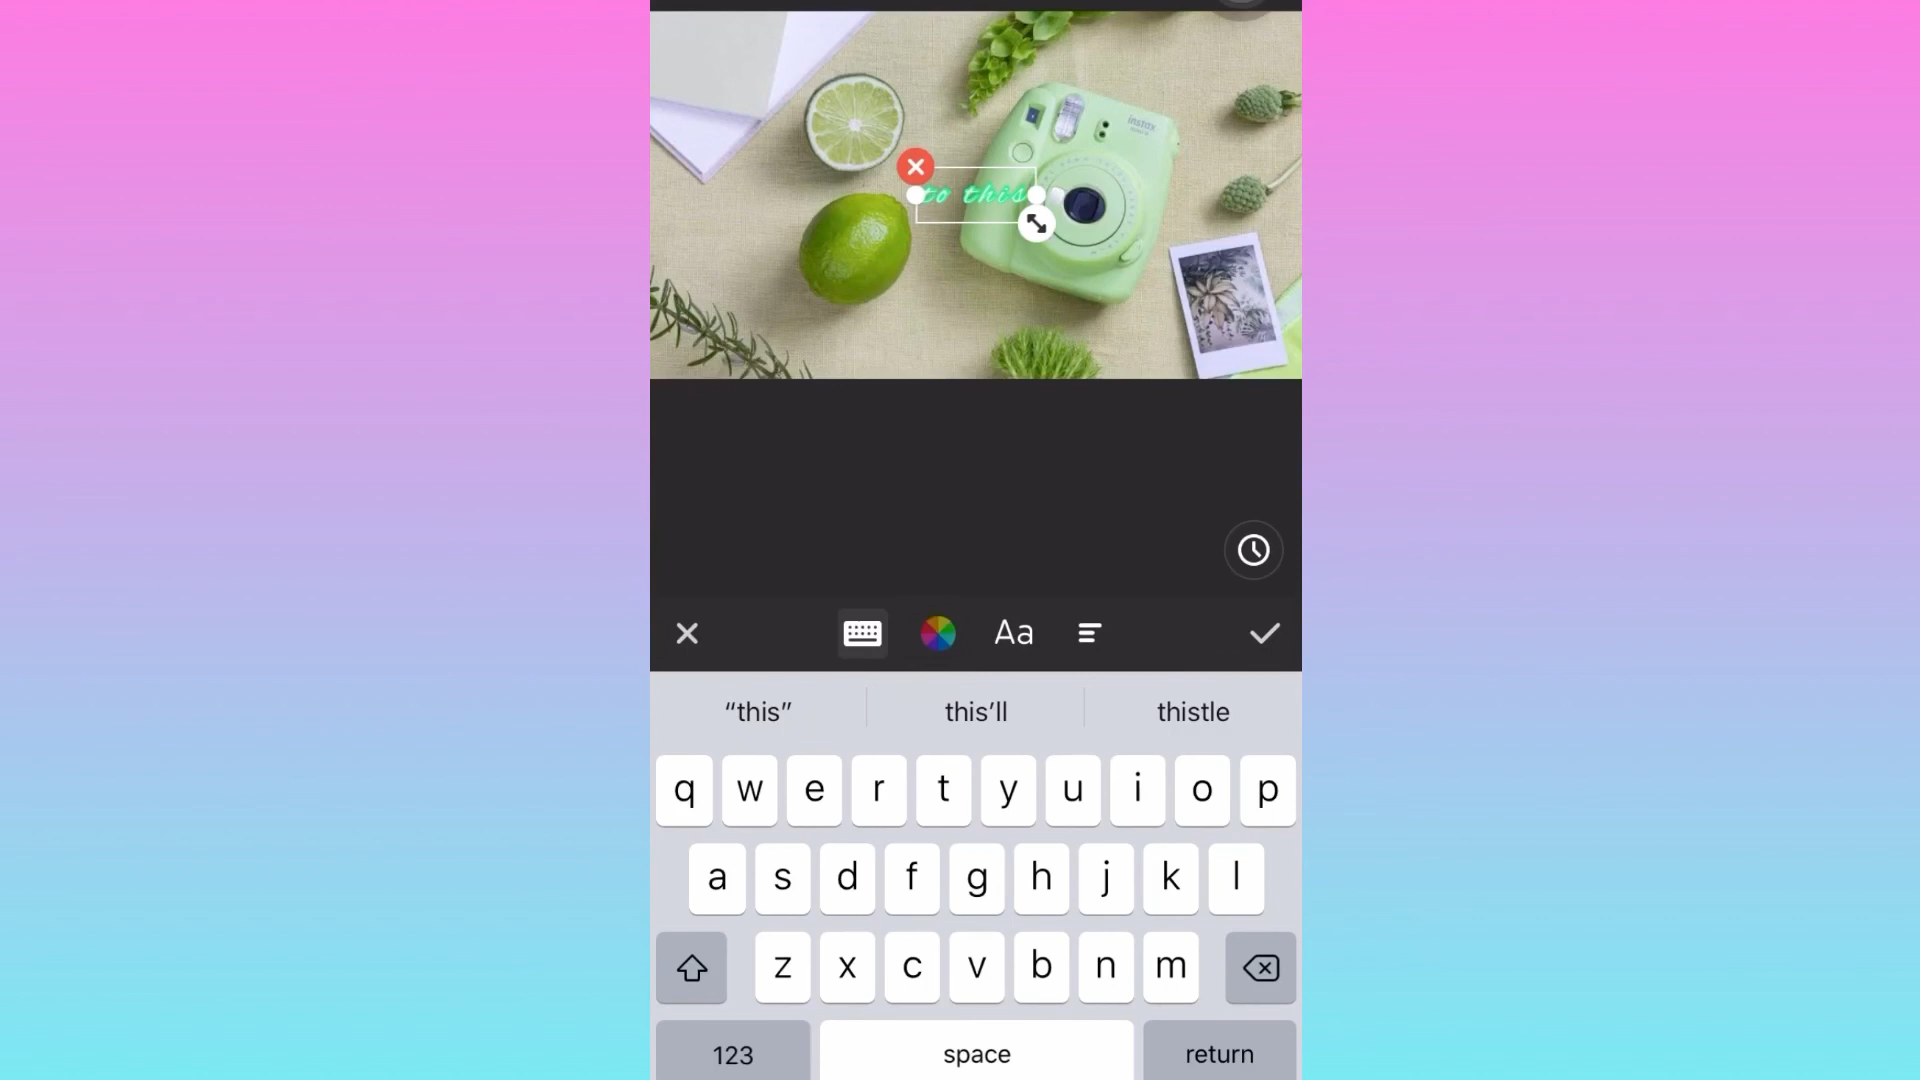 instax
to this
Aa
“this”
this’ll
thistle
q w e r t y u i o p
a s d f g h j k l
z x c v b n m
123
space
return